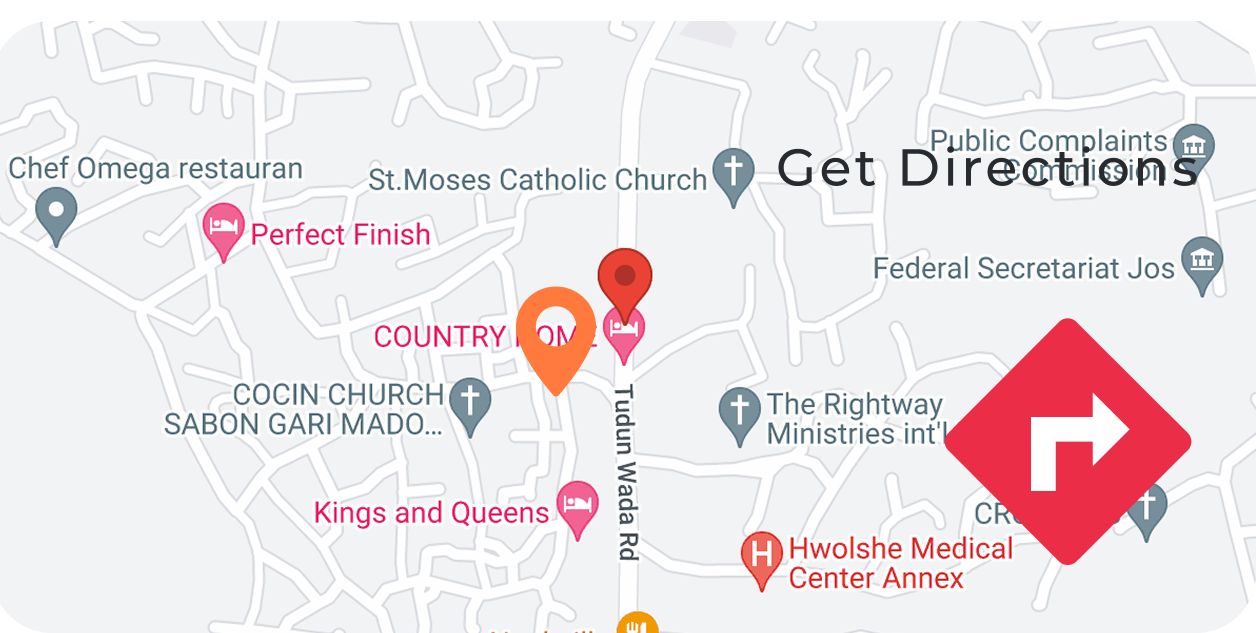 Public Complaints
Commission
Get Directions
Chef Omega restauran
St.Moses Catholic Church
Perfect Finish
Federal Secretariat Jos
COUNTRY
COCIN CHURCH
SABON GARI MADO...
The Rightway
Ministries int'l
Tudun Wada Rd
Kings and Queens
Hwolshe Medical
H
Center Annex